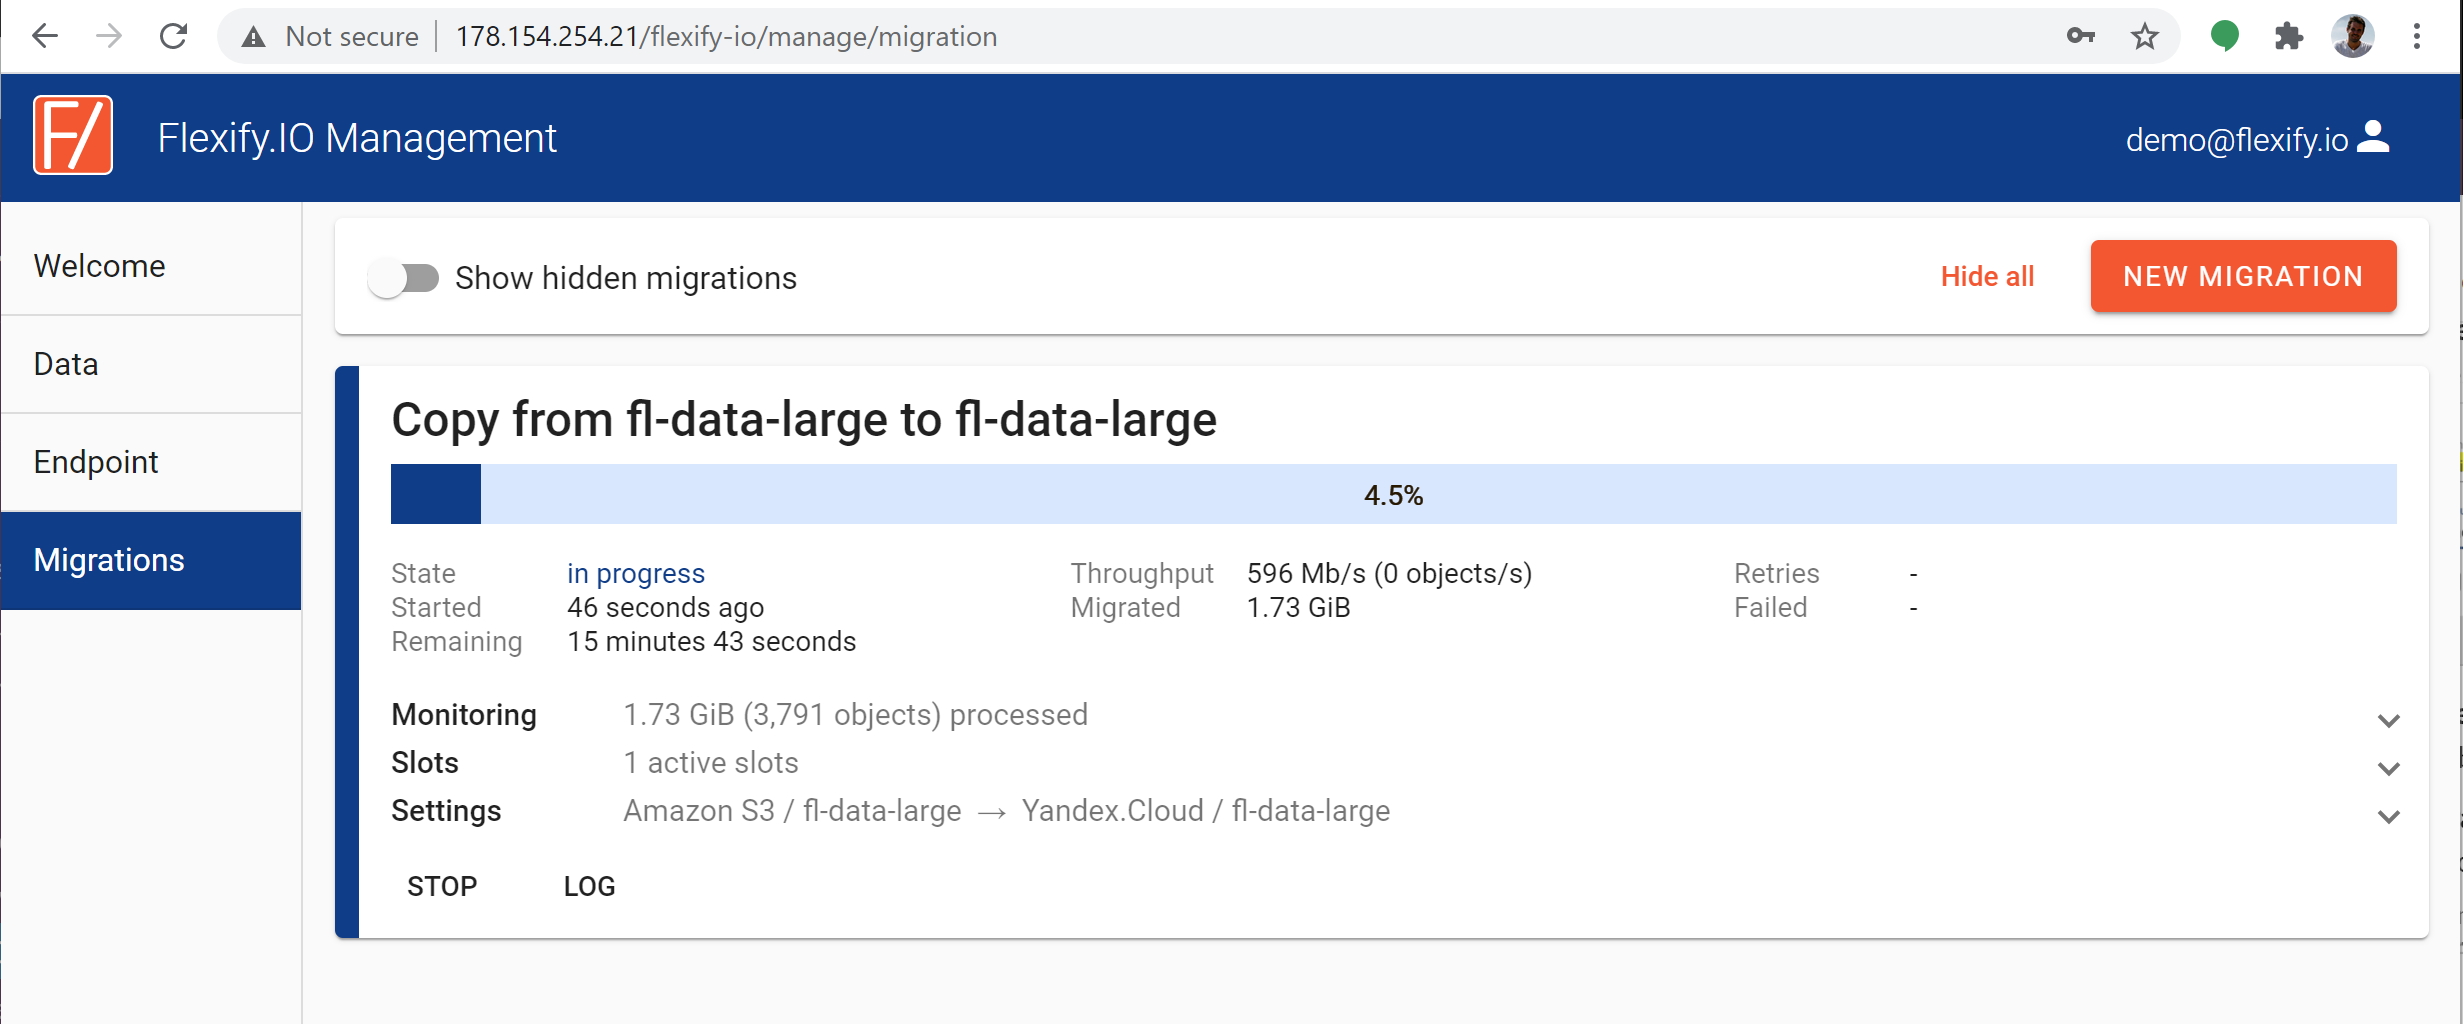 Not secure | 178.154.254.21/flexify-io/manage/migration
F/ Flexify.IO Management
demo@flexify.io
Welcome
Data
Endpoint
Migrations
Show hidden migrations
Hide all
NEW MIGRATION
Copy from fl-data-large to fl-data-large
4.5%
State in progress
Started 46 seconds ago
Remaining 15 minutes 43 seconds
Throughput 596 Mb/s (0 objects/s)
Migrated 1.73 GiB
Retries -
Failed -
Monitoring 1.73 GiB (3,791 objects) processed
Slots 1 active slots
Settings Amazon S3 / fl-data-large → Yandex.Cloud / fl-data-large
STOP LOG